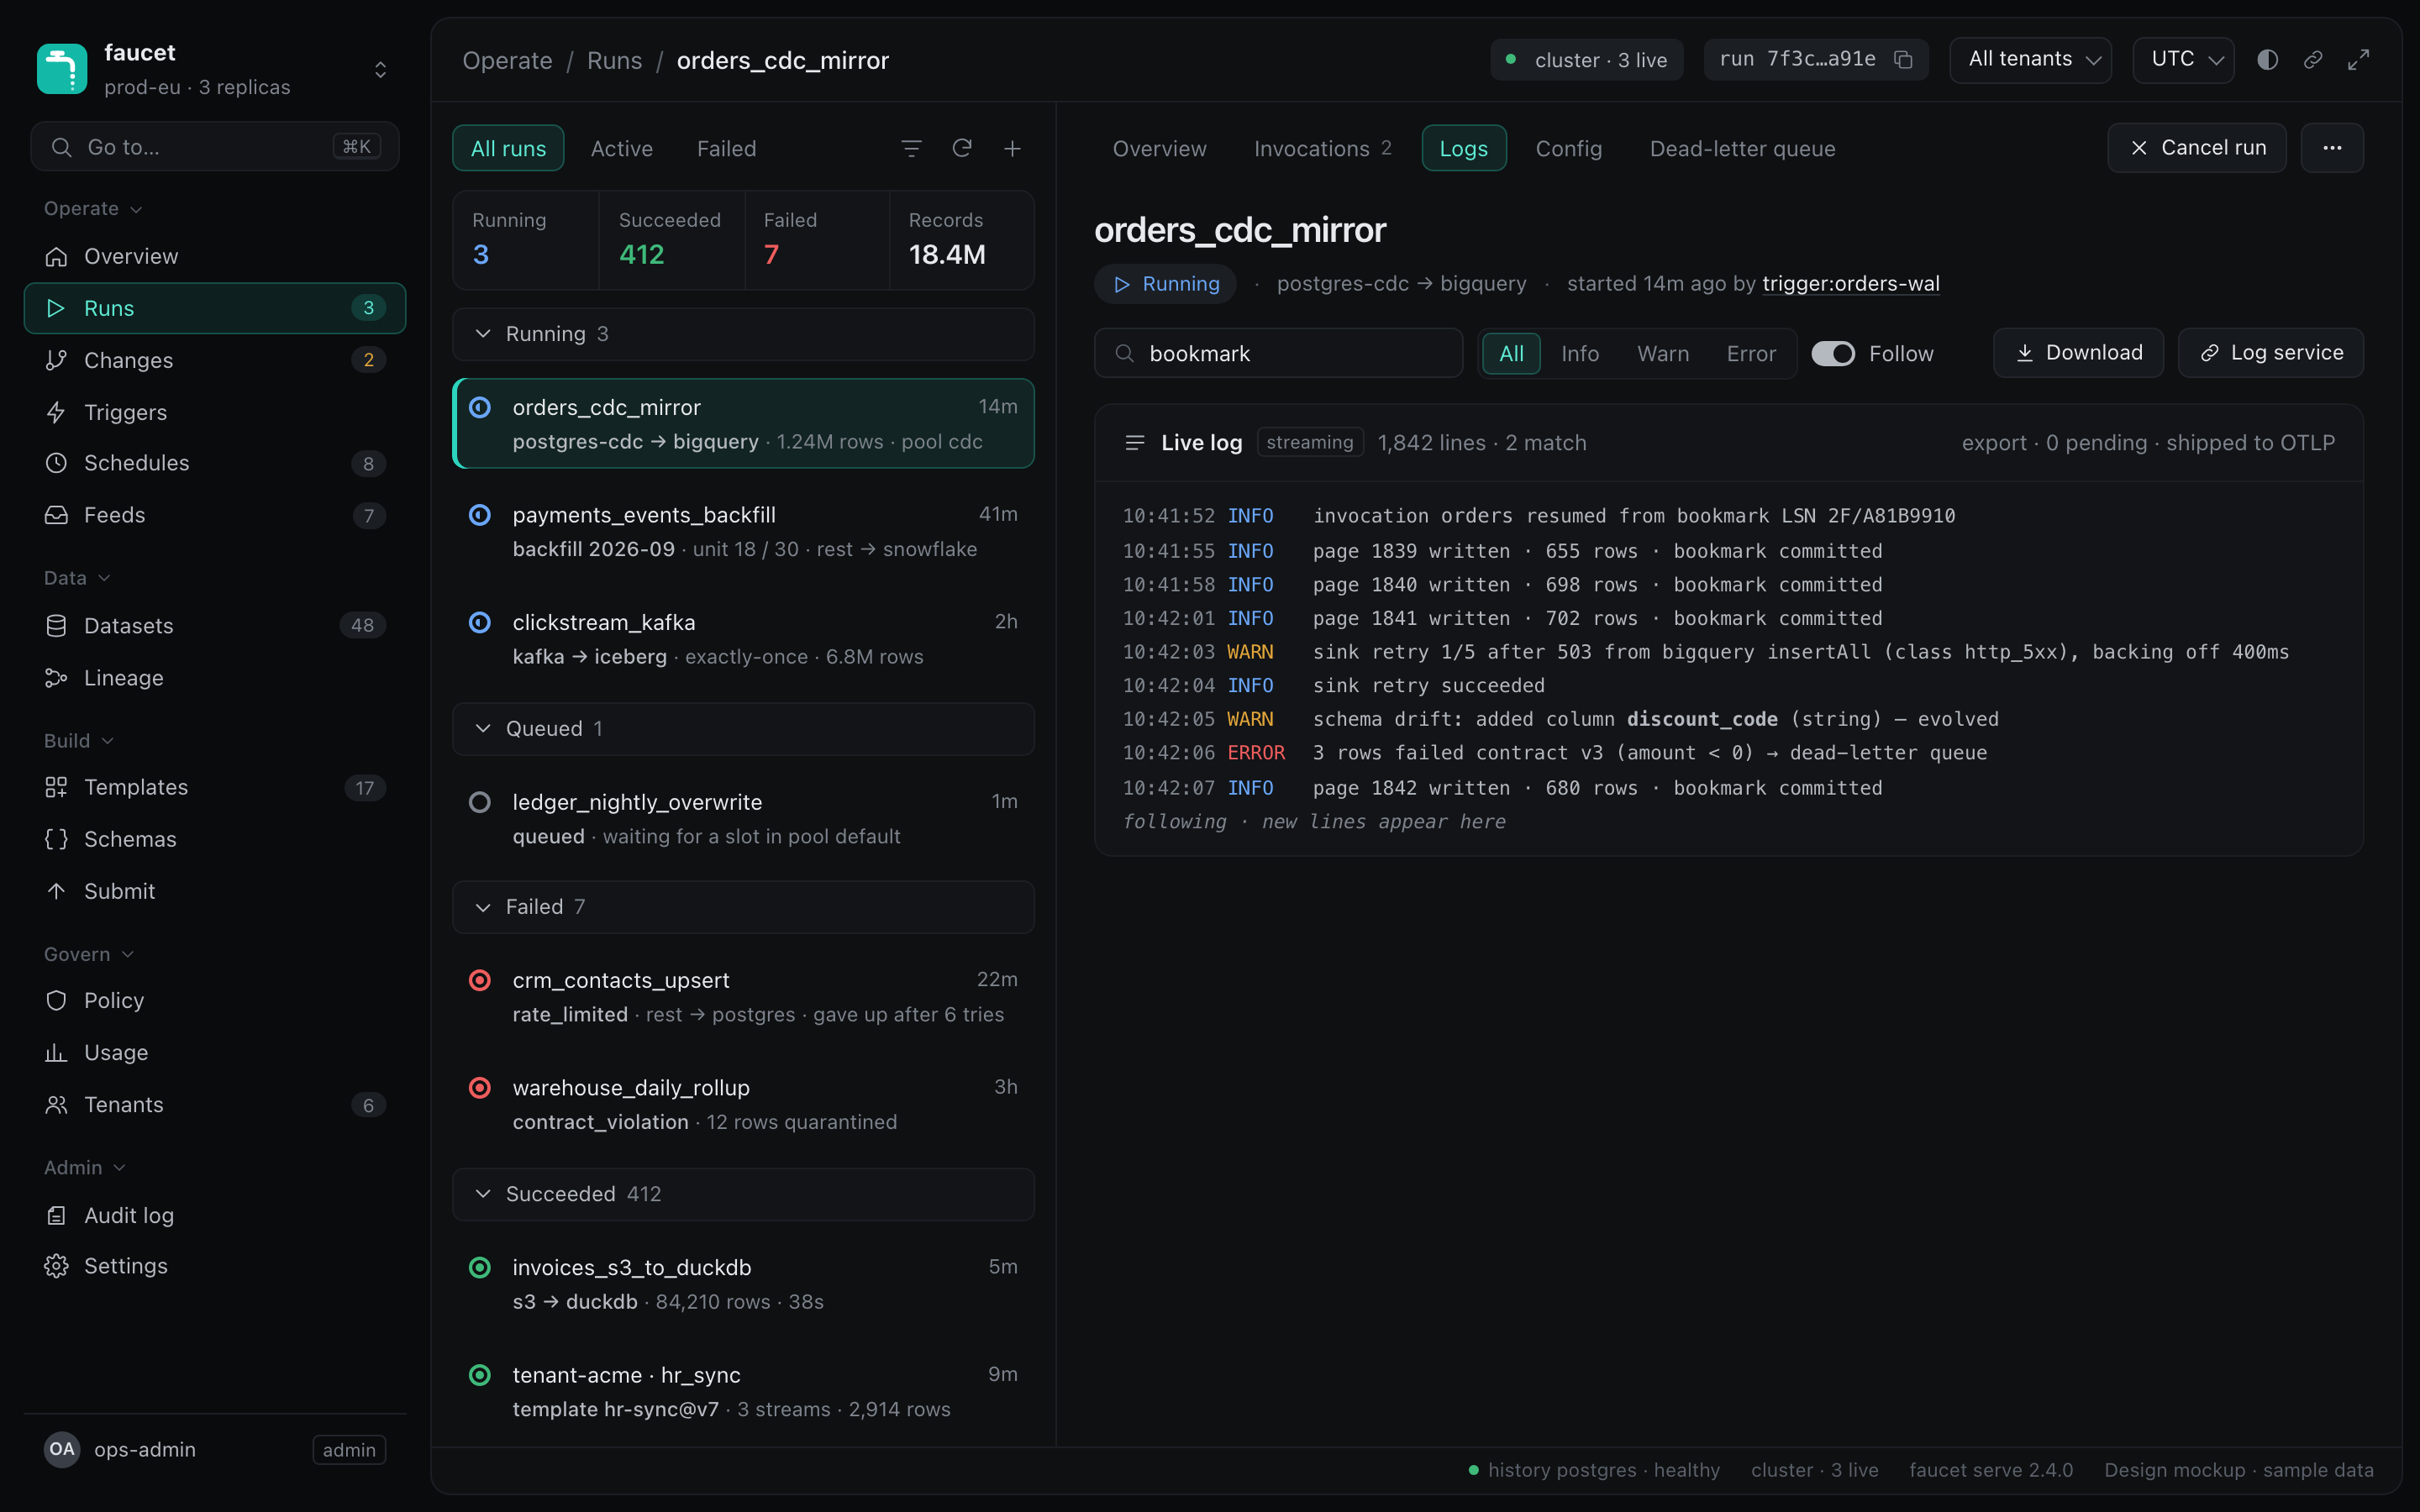 faucet
prod-eu · 3 replicas
Go to... ⌘K
Operate
Overview
Runs 3
Changes 2
Triggers
Schedules 8
Feeds 7
Data
Datasets 48
Lineage
Build
Templates 17
Schemas
Submit
Govern
Policy
Usage
Tenants 6
Admin
Audit log
Settings
OA ops-admin admin
Operate / Runs / orders_cdc_mirror
cluster · 3 live
run 7f3c…a91e
All tenants
UTC
All runs Active Failed
Running Succeeded Failed Records
3 412 7 18.4M
Running 3
orders_cdc_mirror 14m
postgres-cdc → bigquery · 1.24M rows · pool cdc
payments_events_backfill 41m
backfill 2026-09 · unit 18 / 30 · rest → snowflake
clickstream_kafka 2h
kafka → iceberg · exactly-once · 6.8M rows
Queued 1
ledger_nightly_overwrite 1m
queued · waiting for a slot in pool default
Failed 7
crm_contacts_upsert 22m
rate_limited · rest → postgres · gave up after 6 tries
warehouse_daily_rollup 3h
contract_violation · 12 rows quarantined
Succeeded 412
invoices_s3_to_duckdb 5m
s3 → duckdb · 84,210 rows · 38s
tenant-acme · hr_sync 9m
template hr-sync@v7 · 3 streams · 2,914 rows
Overview Invocations 2 Logs Config Dead-letter queue
Cancel run
orders_cdc_mirror
Running · postgres-cdc → bigquery · started 14m ago by trigger:orders-wal
bookmark
All Info Warn Error
Follow
Download
Log service
Live log streaming 1,842 lines · 2 match
export · 0 pending · shipped to OTLP
10:41:52 INFO invocation orders resumed from bookmark LSN 2F/A81B9910
10:41:55 INFO page 1839 written · 655 rows · bookmark committed
10:41:58 INFO page 1840 written · 698 rows · bookmark committed
10:42:01 INFO page 1841 written · 702 rows · bookmark committed
10:42:03 WARN sink retry 1/5 after 503 from bigquery insertAll (class http_5xx), backing off 400ms
10:42:04 INFO sink retry succeeded
10:42:05 WARN schema drift: added column discount_code (string) — evolved
10:42:06 ERROR 3 rows failed contract v3 (amount < 0) → dead-letter queue
10:42:07 INFO page 1842 written · 680 rows · bookmark committed
following · new lines appear here
history postgres · healthy
cluster · 3 live
faucet serve 2.4.0
Design mockup · sample data